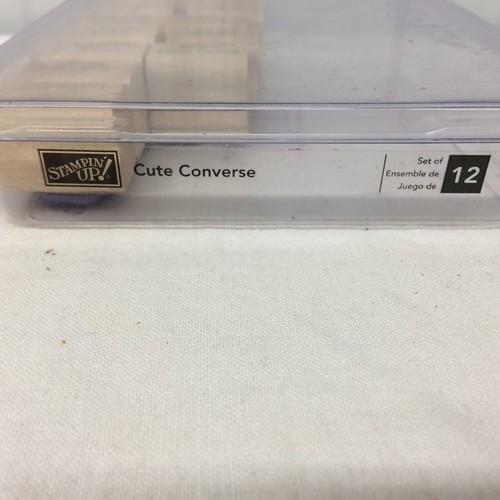 STAMPIN' UP!
Cute Converse
Set of
Ensemble de
Juego de
12